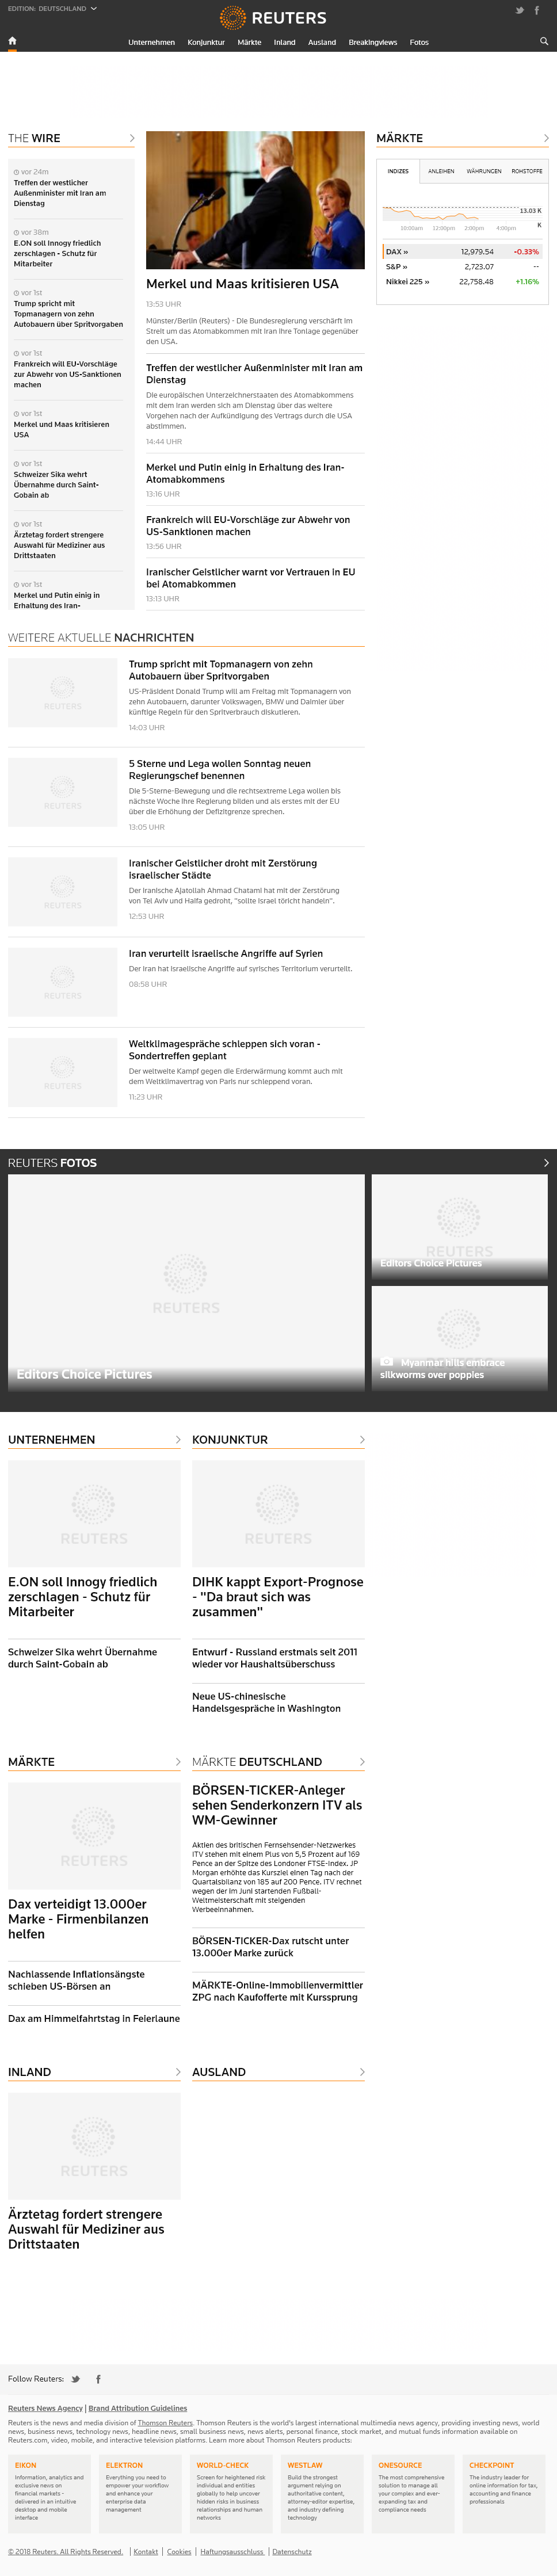 EDITION: DEUTSCHLAND
REUTERS
Unternehmen Konjunktur Märkte Inland Ausland Breakingviews Fotos
THE WIRE
vor 24m
Treffen der westlicher
Außenminister mit Iran am
Dienstag
vor 38m
E.ON soll Innogy friedlich
zerschlagen - Schutz für
Mitarbeiter
vor 1st
Trump spricht mit
Topmanagern von zehn
Autobauern über Spritvorgaben
vor 1st
Frankreich will EU-Vorschläge
zur Abwehr von US-Sanktionen
machen
vor 1st
Merkel und Maas kritisieren
USA
vor 1st
Schweizer Sika wehrt
Übernahme durch Saint-
Gobain ab
vor 1st
Ärztetag fordert strengere
Auswahl für Mediziner aus
Drittstaaten
vor 1st
Merkel und Putin einig in
Erhaltung des Iran-
Merkel und Maas kritisieren USA
13:53 UHR
Münster/Berlin (Reuters) - Die Bundesregierung verschärft im
Streit um das Atomabkommen mit Iran ihre Tonlage gegenüber
den USA.
Treffen der westlicher Außenminister mit Iran am
Dienstag
Die europäischen Unterzeichnerstaaten des Atomabkommens
mit dem Iran werden sich am Dienstag über das weitere
Vorgehen nach der Aufkündigung des Vertrags durch die USA
abstimmen.
14:44 UHR
Merkel und Putin einig in Erhaltung des Iran-
Atomabkommens
13:16 UHR
Frankreich will EU-Vorschläge zur Abwehr von
US-Sanktionen machen
13:56 UHR
Iranischer Geistlicher warnt vor Vertrauen in EU
bei Atomabkommen
13:13 UHR
MÄRKTE
INDIZES ANLEIHEN WÄHRUNGEN ROHSTOFFE
13.03 K
K
10:00am 12:00pm 2:00pm 4:00pm
DAX » 12,979.54 -0.33%
S&P » 2,723.07 --
Nikkei 225 » 22,758.48 +1.16%
WEITERE AKTUELLE NACHRICHTEN
REUTERS
Trump spricht mit Topmanagern von zehn
Autobauern über Spritvorgaben
US-Präsident Donald Trump will am Freitag mit Topmanagern von
zehn Autobauern, darunter Volkswagen, BMW und Daimler über
künftige Regeln für den Spritverbrauch diskutieren.
14:03 UHR
REUTERS
5 Sterne und Lega wollen Sonntag neuen
Regierungschef benennen
Die 5-Sterne-Bewegung und die rechtsextreme Lega wollen bis
nächste Woche ihre Regierung bilden und als erstes mit der EU
über die Erhöhung der Defizitgrenze sprechen.
13:05 UHR
REUTERS
Iranischer Geistlicher droht mit Zerstörung
israelischer Städte
Der iranische Ajatollah Ahmad Chatami hat mit der Zerstörung
von Tel Aviv und Haifa gedroht, "sollte Israel töricht handeln".
12:53 UHR
REUTERS
Iran verurteilt israelische Angriffe auf Syrien
Der Iran hat israelische Angriffe auf syrisches Territorium verurteilt.
08:58 UHR
REUTERS
Weltklimagespräche schleppen sich voran -
Sondertreffen geplant
Der weltweite Kampf gegen die Erderwärmung kommt auch mit
dem Weltklimavertrag von Paris nur schleppend voran.
11:23 UHR
REUTERS FOTOS
REUTERS
Editors Choice Pictures
REUTERS
Editors Choice Pictures
Myanmar hills embrace
silkworms over poppies
UNTERNEHMEN
REUTERS
E.ON soll Innogy friedlich
zerschlagen - Schutz für
Mitarbeiter
Schweizer Sika wehrt Übernahme
durch Saint-Gobain ab
KONJUNKTUR
REUTERS
DIHK kappt Export-Prognose
- "Da braut sich was
zusammen"
Entwurf - Russland erstmals seit 2011
wieder vor Haushaltsüberschuss
Neue US-chinesische
Handelsgespräche in Washington
MÄRKTE
REUTERS
Dax verteidigt 13.000er
Marke - Firmenbilanzen
helfen
Nachlassende Inflationsängste
schieben US-Börsen an
Dax am Himmelfahrtstag in Feierlaune
MÄRKTE DEUTSCHLAND
BÖRSEN-TICKER-Anleger
sehen Senderkonzern ITV als
WM-Gewinner
Aktien des britischen Fernsehsender-Netzwerkes
ITV stehen mit einem Plus von 5,5 Prozent auf 169
Pence an der Spitze des Londoner FTSE-Index. JP
Morgan erhöhte das Kursziel einen Tag nach der
Quartalsbilanz von 185 auf 200 Pence. ITV rechnet
wegen der im Juni startenden Fußball-
Weltmeisterschaft mit steigenden
Werbeeinnahmen.
BÖRSEN-TICKER-Dax rutscht unter
13.000er Marke zurück
MÄRKTE-Online-Immobilienvermittler
ZPG nach Kaufofferte mit Kurssprung
INLAND
REUTERS
Ärztetag fordert strengere
Auswahl für Mediziner aus
Drittstaaten
AUSLAND
Follow Reuters:
Reuters News Agency | Brand Attribution Guidelines
Reuters is the news and media division of Thomson Reuters. Thomson Reuters is the world's largest international multimedia news agency, providing investing news, world
news, business news, technology news, headline news, small business news, news alerts, personal finance, stock market, and mutual funds information available on
Reuters.com, video, mobile, and interactive television platforms. Learn more about Thomson Reuters products:
EIKON
Information, analytics and
exclusive news on
financial markets -
delivered in an intuitive
desktop and mobile
interface
ELEKTRON
Everything you need to
empower your workflow
and enhance your
enterprise data
management
WORLD-CHECK
Screen for heightened risk
individual and entities
globally to help uncover
hidden risks in business
relationships and human
networks
WESTLAW
Build the strongest
argument relying on
authoritative content,
attorney-editor expertise,
and industry defining
technology
ONESOURCE
The most comprehensive
solution to manage all
your complex and ever-
expanding tax and
compliance needs
CHECKPOINT
The industry leader for
online information for tax,
accounting and finance
professionals
© 2018 Reuters. All Rights Reserved. | Kontakt | Cookies | Haftungsausschluss | Datenschutz